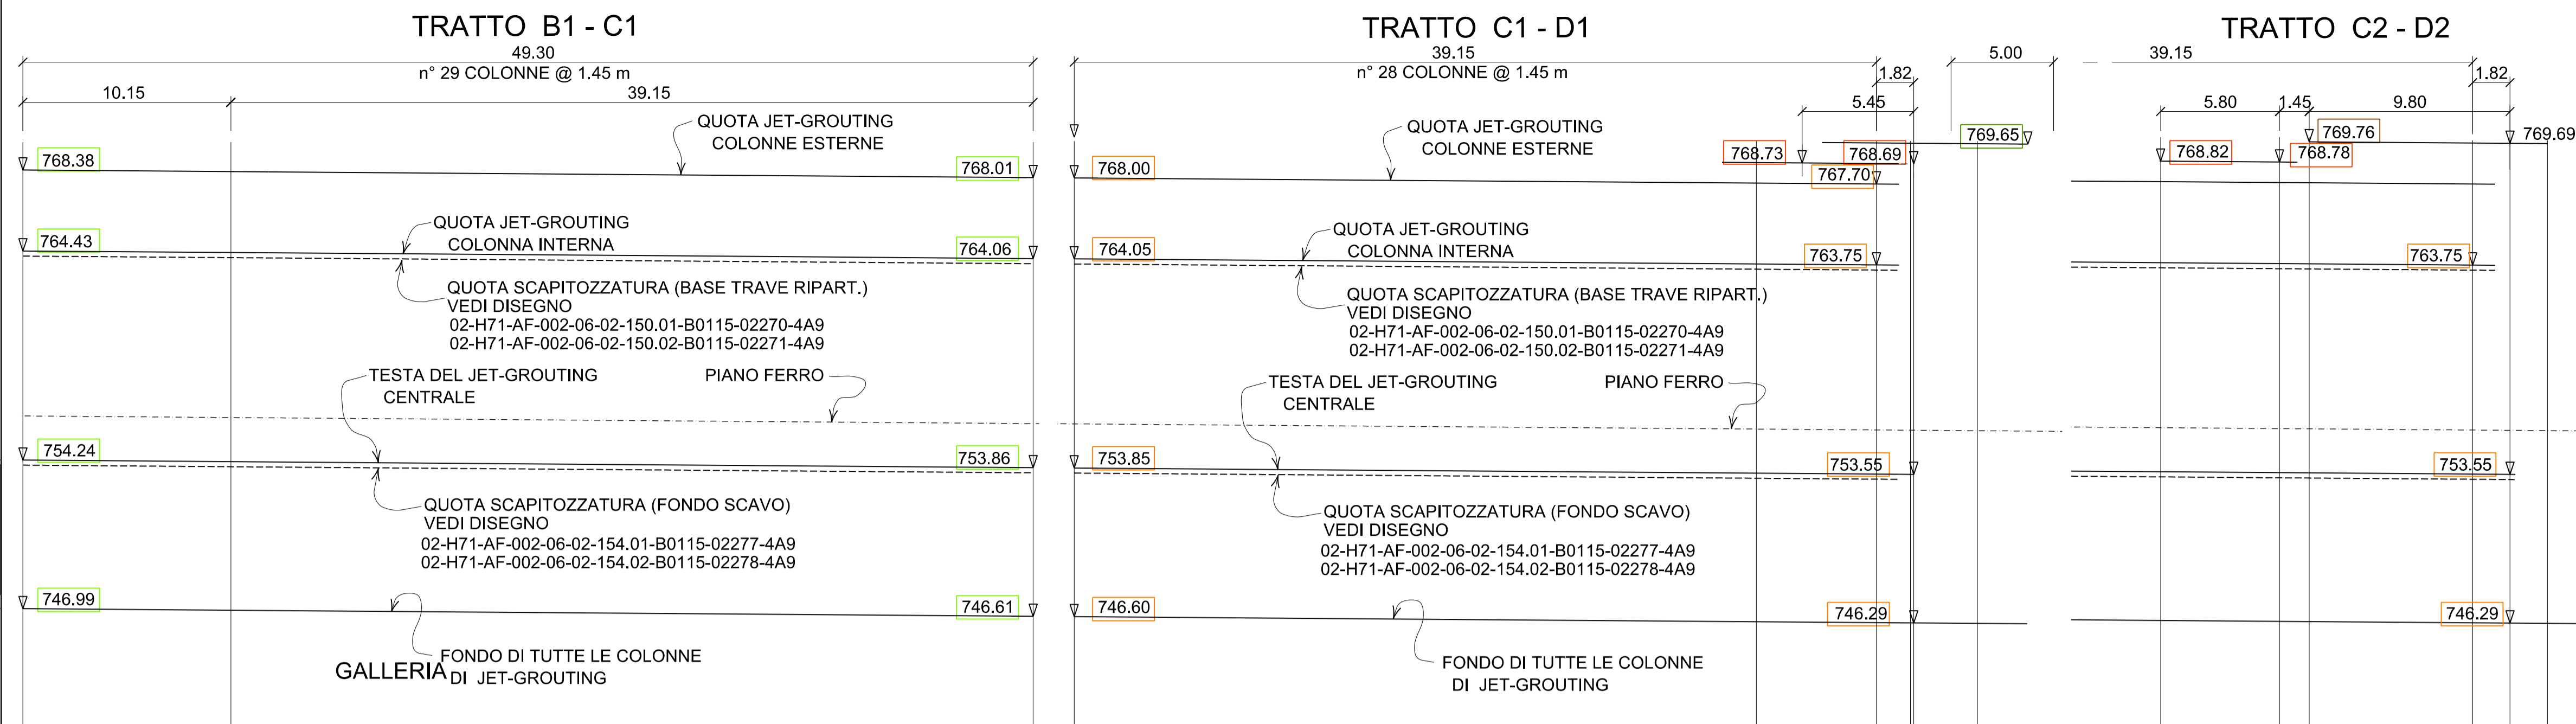 TRATTO B1 - C1
49.30
n° 29 COLONNE @ 1.45 m
10.15
39.15
QUOTA JET-GROUTING
COLONNE ESTERNE
768.38
768.01
QUOTA JET-GROUTING
COLONNA INTERNA
764.43
764.06
QUOTA SCAPITOZZATURA (BASE TRAVE RIPART.)
VEDI DISEGNO
02-H71-AF-002-06-02-150.01-B0115-02270-4A9
02-H71-AF-002-06-02-150.02-B0115-02271-4A9
TESTA DEL JET-GROUTING
CENTRALE
PIANO FERRO
754.24
753.86
QUOTA SCAPITOZZATURA (FONDO SCAVO)
VEDI DISEGNO
02-H71-AF-002-06-02-154.01-B0115-02277-4A9
02-H71-AF-002-06-02-154.02-B0115-02278-4A9
746.99
746.61
FONDO DI TUTTE LE COLONNE
DI JET-GROUTING
GALLERIA
TRATTO C1 - D1
39.15
n° 28 COLONNE @ 1.45 m
1.82
5.00
5.45
QUOTA JET-GROUTING
COLONNE ESTERNE
769.65
768.73
768.69
768.00
767.70
QUOTA JET-GROUTING
COLONNA INTERNA
764.05
763.75
QUOTA SCAPITOZZATURA (BASE TRAVE RIPART.)
VEDI DISEGNO
02-H71-AF-002-06-02-150.01-B0115-02270-4A9
02-H71-AF-002-06-02-150.02-B0115-02271-4A9
TESTA DEL JET-GROUTING
CENTRALE
PIANO FERRO
753.85
753.55
QUOTA SCAPITOZZATURA (FONDO SCAVO)
VEDI DISEGNO
02-H71-AF-002-06-02-154.01-B0115-02277-4A9
02-H71-AF-002-06-02-154.02-B0115-02278-4A9
746.60
746.29
FONDO DI TUTTE LE COLONNE
DI JET-GROUTING
TRATTO C2 - D2
39.15
1.82
5.80
1.45
9.80
769.76
769.69
768.82
768.78
763.75
753.55
746.29